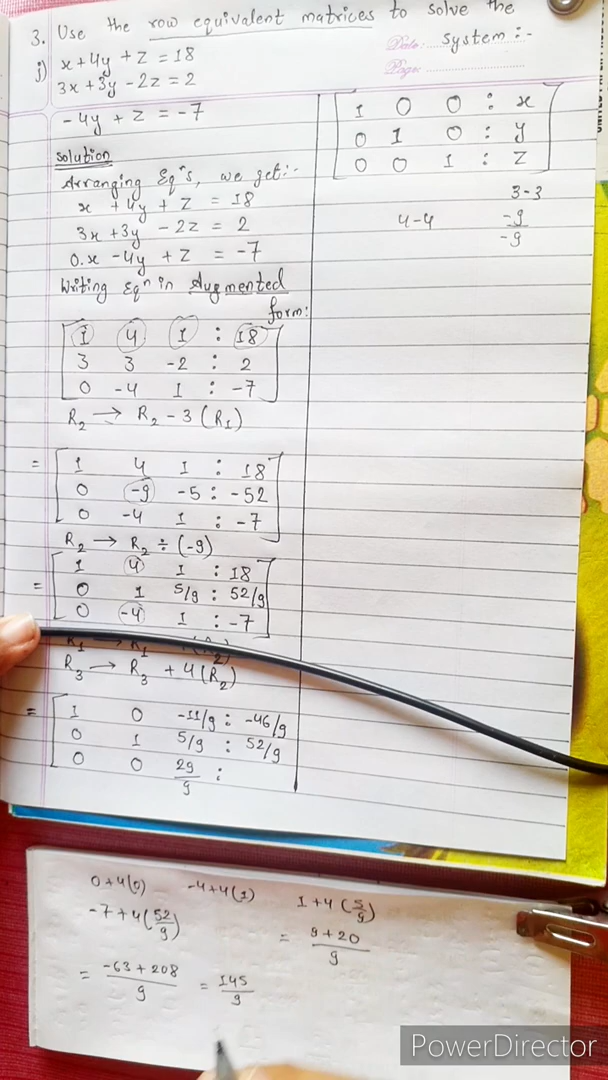 3. Use the row equivalent matrices to solve the
system :-
Date:
Page:
j) x + 4y + z = 18
3x + 3y - 2z = 2
- 4y + z = -7
Solution
Arranging Eqⁿs, we get:-
x + 4y + z = 18
3x + 3y - 2z = 2
0.x - 4y + z = -7
Writing Eqⁿ in Augmented
form:
1 4 1 : 18
3 3 -2 : 2
0 -4 1 : -7
R₂ → R₂ - 3 (R₁)
= 1 4 1 : 18
0 -9 -5 : -52
0 -4 1 : -7
R₂ → R₂ ÷ (-9)
= 1 4 1 : 18
0 1 5/9 : 52/9
0 -4 1 : -7
R₃ → R₃ + 4 (R₂)
= 1 0 -11/9 : -46/9
0 1 5/9 : 52/9
0 0 29/9 :
1 0 0 : x
0 1 0 : y
0 0 1 : z
3-3
4-4 -9
-9
0+4(0) -4+4(1) 1+4(5/9)
-7+4(52/9) = 9+20/9
= -63+208/9 = 145/9
PowerDirector